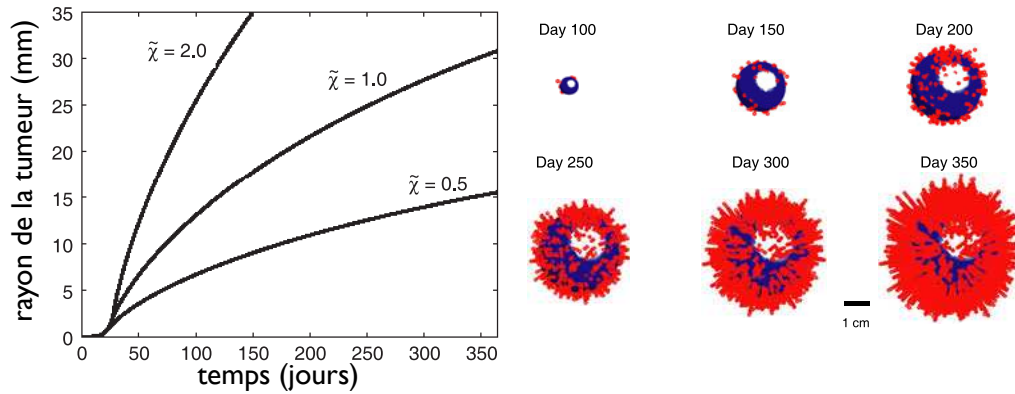 35
30
25
20
15
10
5
0
rayon de la tumeur (mm)
χ̃ = 2.0
χ̃ = 1.0
χ̃ = 0.5
0 50 100 150 200 250 300 350
temps (jours)
Day 100 Day 150 Day 200
Day 250 Day 300 Day 350
1 cm